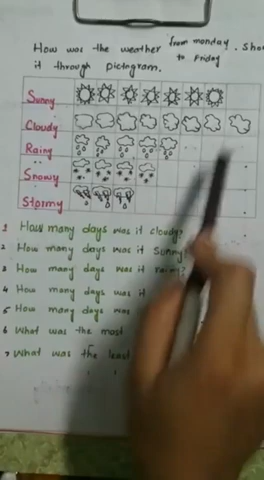 How was the weather from monday to Friday. Sho
it through pictogram.
Sunny
Cloudy
Rainy
Snowy
Stormy
1 How many days was it cloudy?
2 How many days was it Sunny?
3 How many days was it rainy?
4 How many days was it
5 How many days was
6 What was the most
7 What was the least